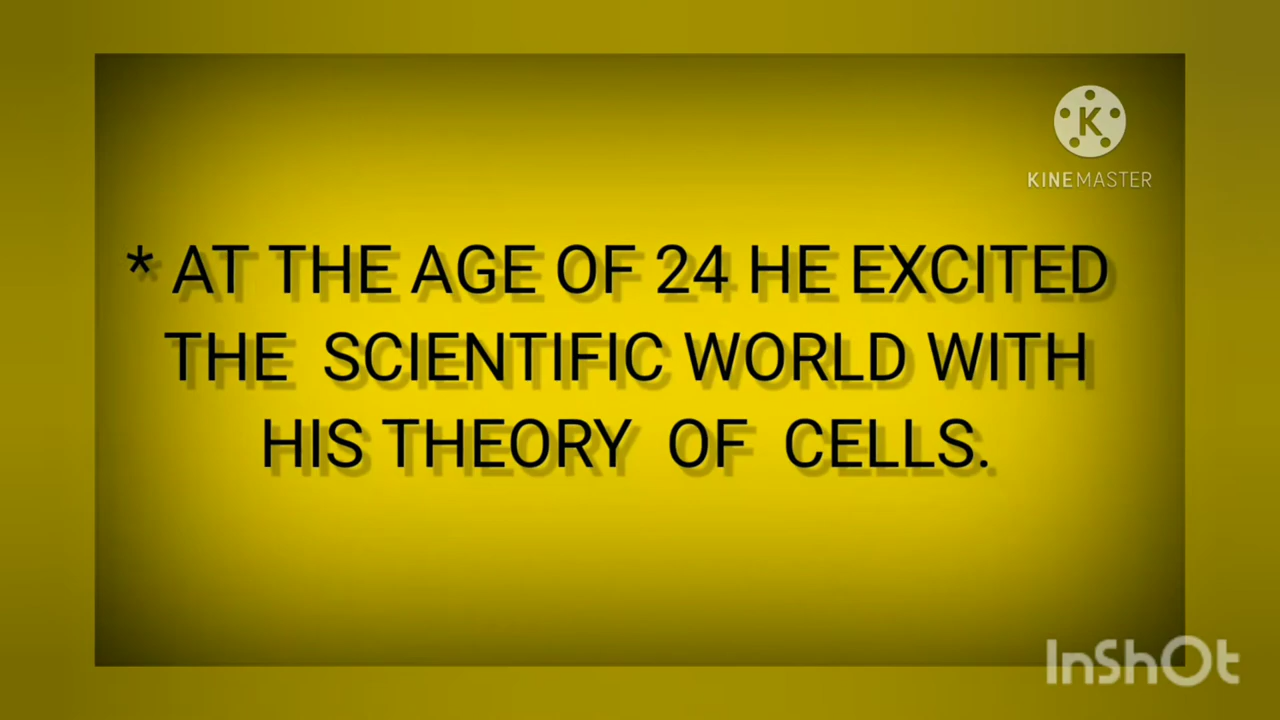 K
KINEMASTER
* AT THE AGE OF 24 HE EXCITED
THE SCIENTIFIC WORLD WITH
HIS THEORY OF CELLS.
InShOt